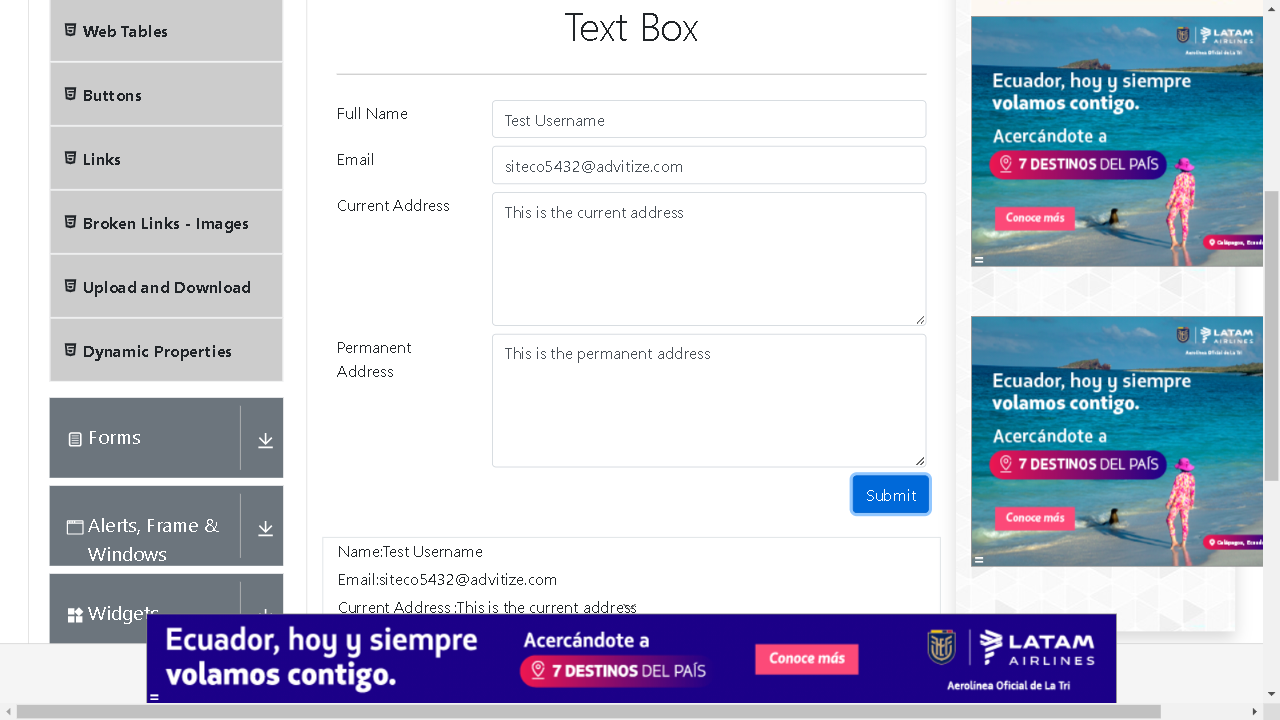 Web Tables
Buttons
Links
Broken Links - Images
Upload and Download
Dynamic Properties
Forms
Alerts, Frame &
Windows
Widgets
Text Box
Full Name
Test Username
Email
siteco5432@advitize.com
Current Address
This is the current address
Permanent
Address
This is the permanent address
Submit
Name:Test Username
Email:siteco5432@advitize.com
Current Address :This is the current address
LATAM
AIRLINES
Aerolínea Oficial de La Tri
Ecuador, hoy y siempre
volamos contigo.
Acercándote a
7 DESTINOS DEL PAÍS
Conoce más
LATAM
AIRLINES
Aerolínea Oficial de La Tri
Ecuador, hoy y siempre
volamos contigo.
Acercándote a
7 DESTINOS DEL PAÍS
Conoce más
Ecuador, hoy y siempre
volamos contigo.
Acercándote a
7 DESTINOS DEL PAÍS
Conoce más
LATAM
AIRLINES
Aerolínea Oficial de La Tri